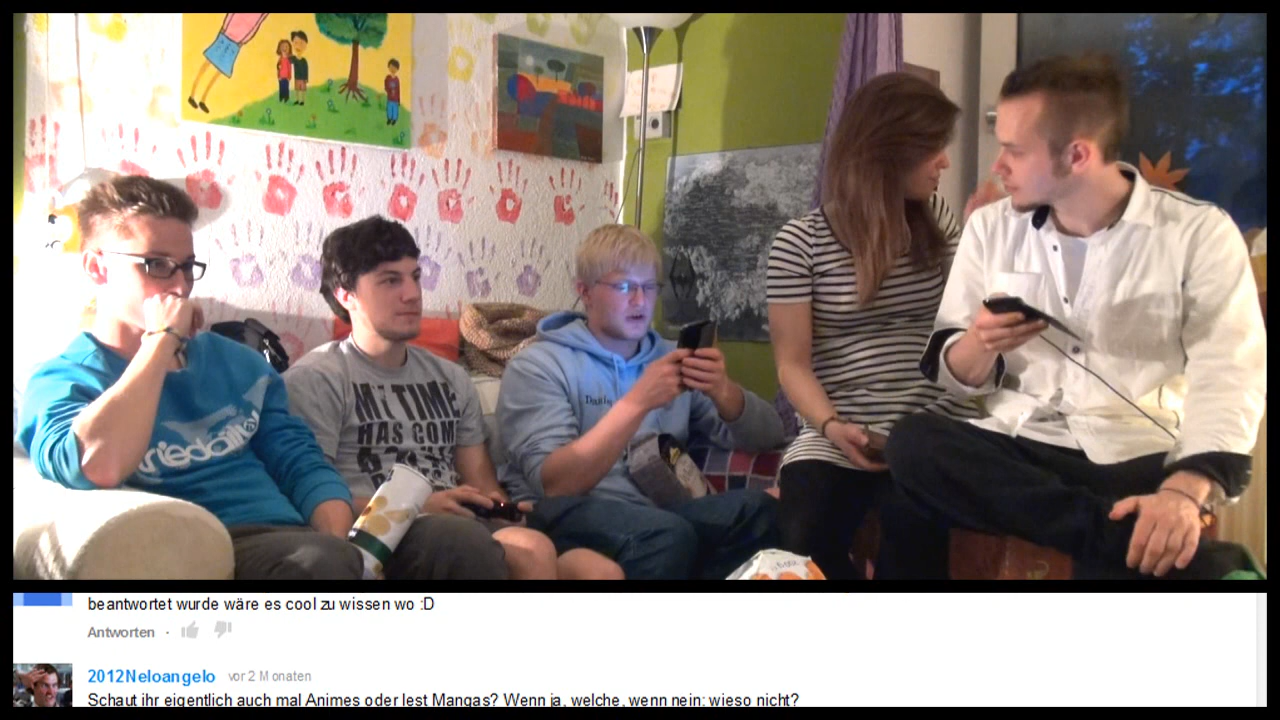 MY TIME
HAS COM
beantwortet wurde wäre es cool zu wissen wo :D
Antworten ·
2012Neloangelo vor 2 Monaten
Schaut ihr eigentlich auch mal Animes oder lest Mangas? Wenn ja, welche, wenn nein: wieso nicht?